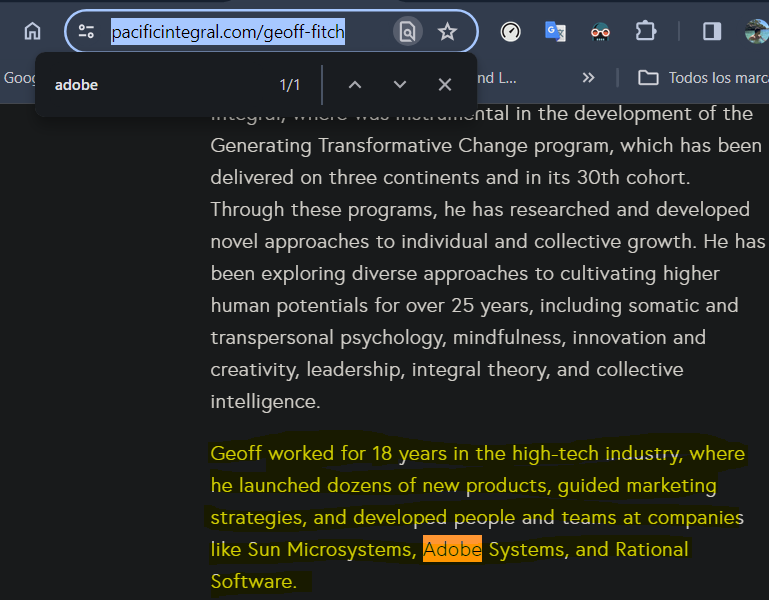 pacificintegral.com/geoff-fitch
Goog
nd L...
»
Todos los marca
adobe
1/1
Integral, where was instrumental in the development of the
Generating Transformative Change program, which has been
delivered on three continents and in its 30th cohort.
Through these programs, he has researched and developed
novel approaches to individual and collective growth. He has
been exploring diverse approaches to cultivating higher
human potentials for over 25 years, including somatic and
transpersonal psychology, mindfulness, innovation and
creativity, leadership, integral theory, and collective
intelligence.
Geoff worked for 18 years in the high-tech industry, where
he launched dozens of new products, guided marketing
strategies, and developed people and teams at companies
like Sun Microsystems, Adobe Systems, and Rational
Software.